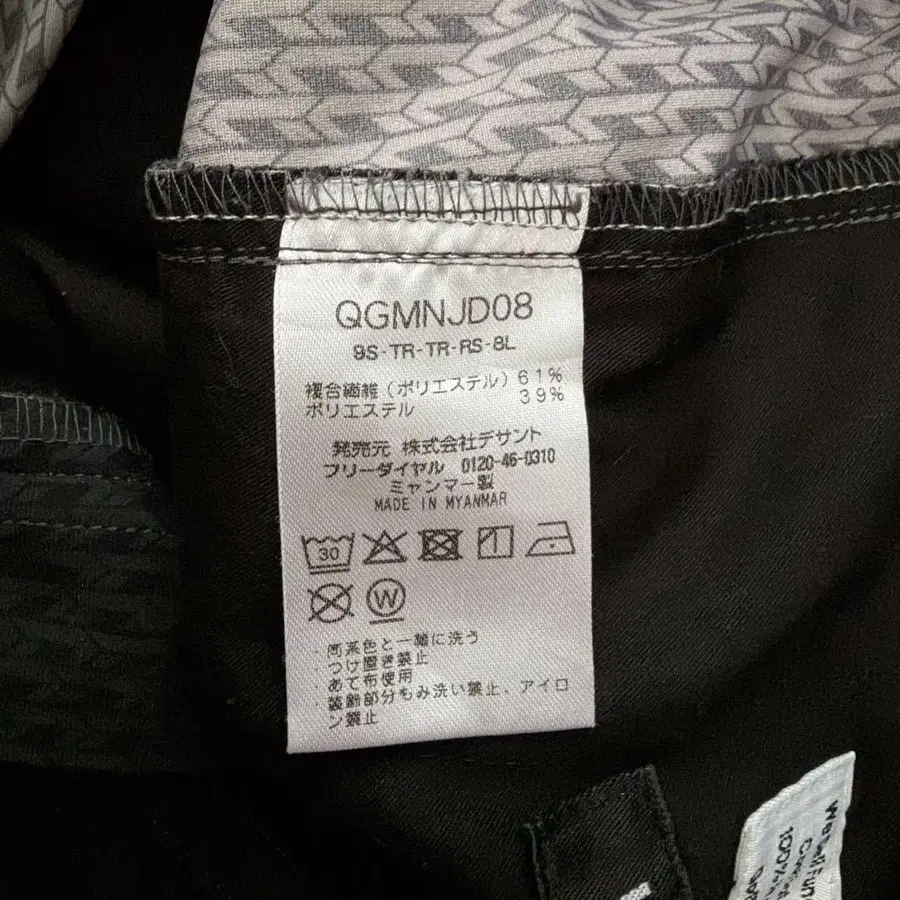 QGMNJD08
9S-TR-TR-RS-8L
複合繊維（ポリエステル）61%
ポリエステル 39%
発売元 株式会社デサント
フリーダイヤル 0120-46-0310
ミャンマー製
MADE IN MYANMAR
30
W
・同系色と一緒に洗う
・つけ置き禁止
・あて布使用
・装飾部分もみ洗い禁止、アイロ
ン禁止
100%